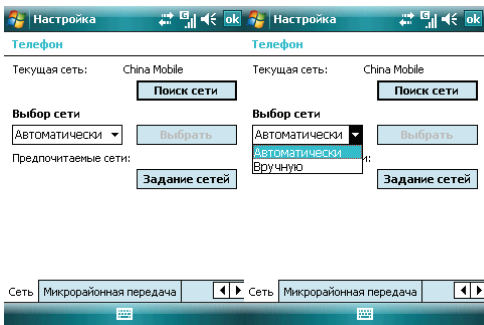 Настройка G ok
Телефон
Текущая сеть: China Mobile
Поиск сети
Выбор сети
Автоматически Выбрать
Предпочитаемые сети:
Задание сетей
Сеть Микрорайонная передача
Настройка G ok
Телефон
Текущая сеть: China Mobile
Поиск сети
Выбор сети
Автоматически Выбрать
Автоматически
Вручную и:
Задание сетей
Сеть Микрорайонная передача